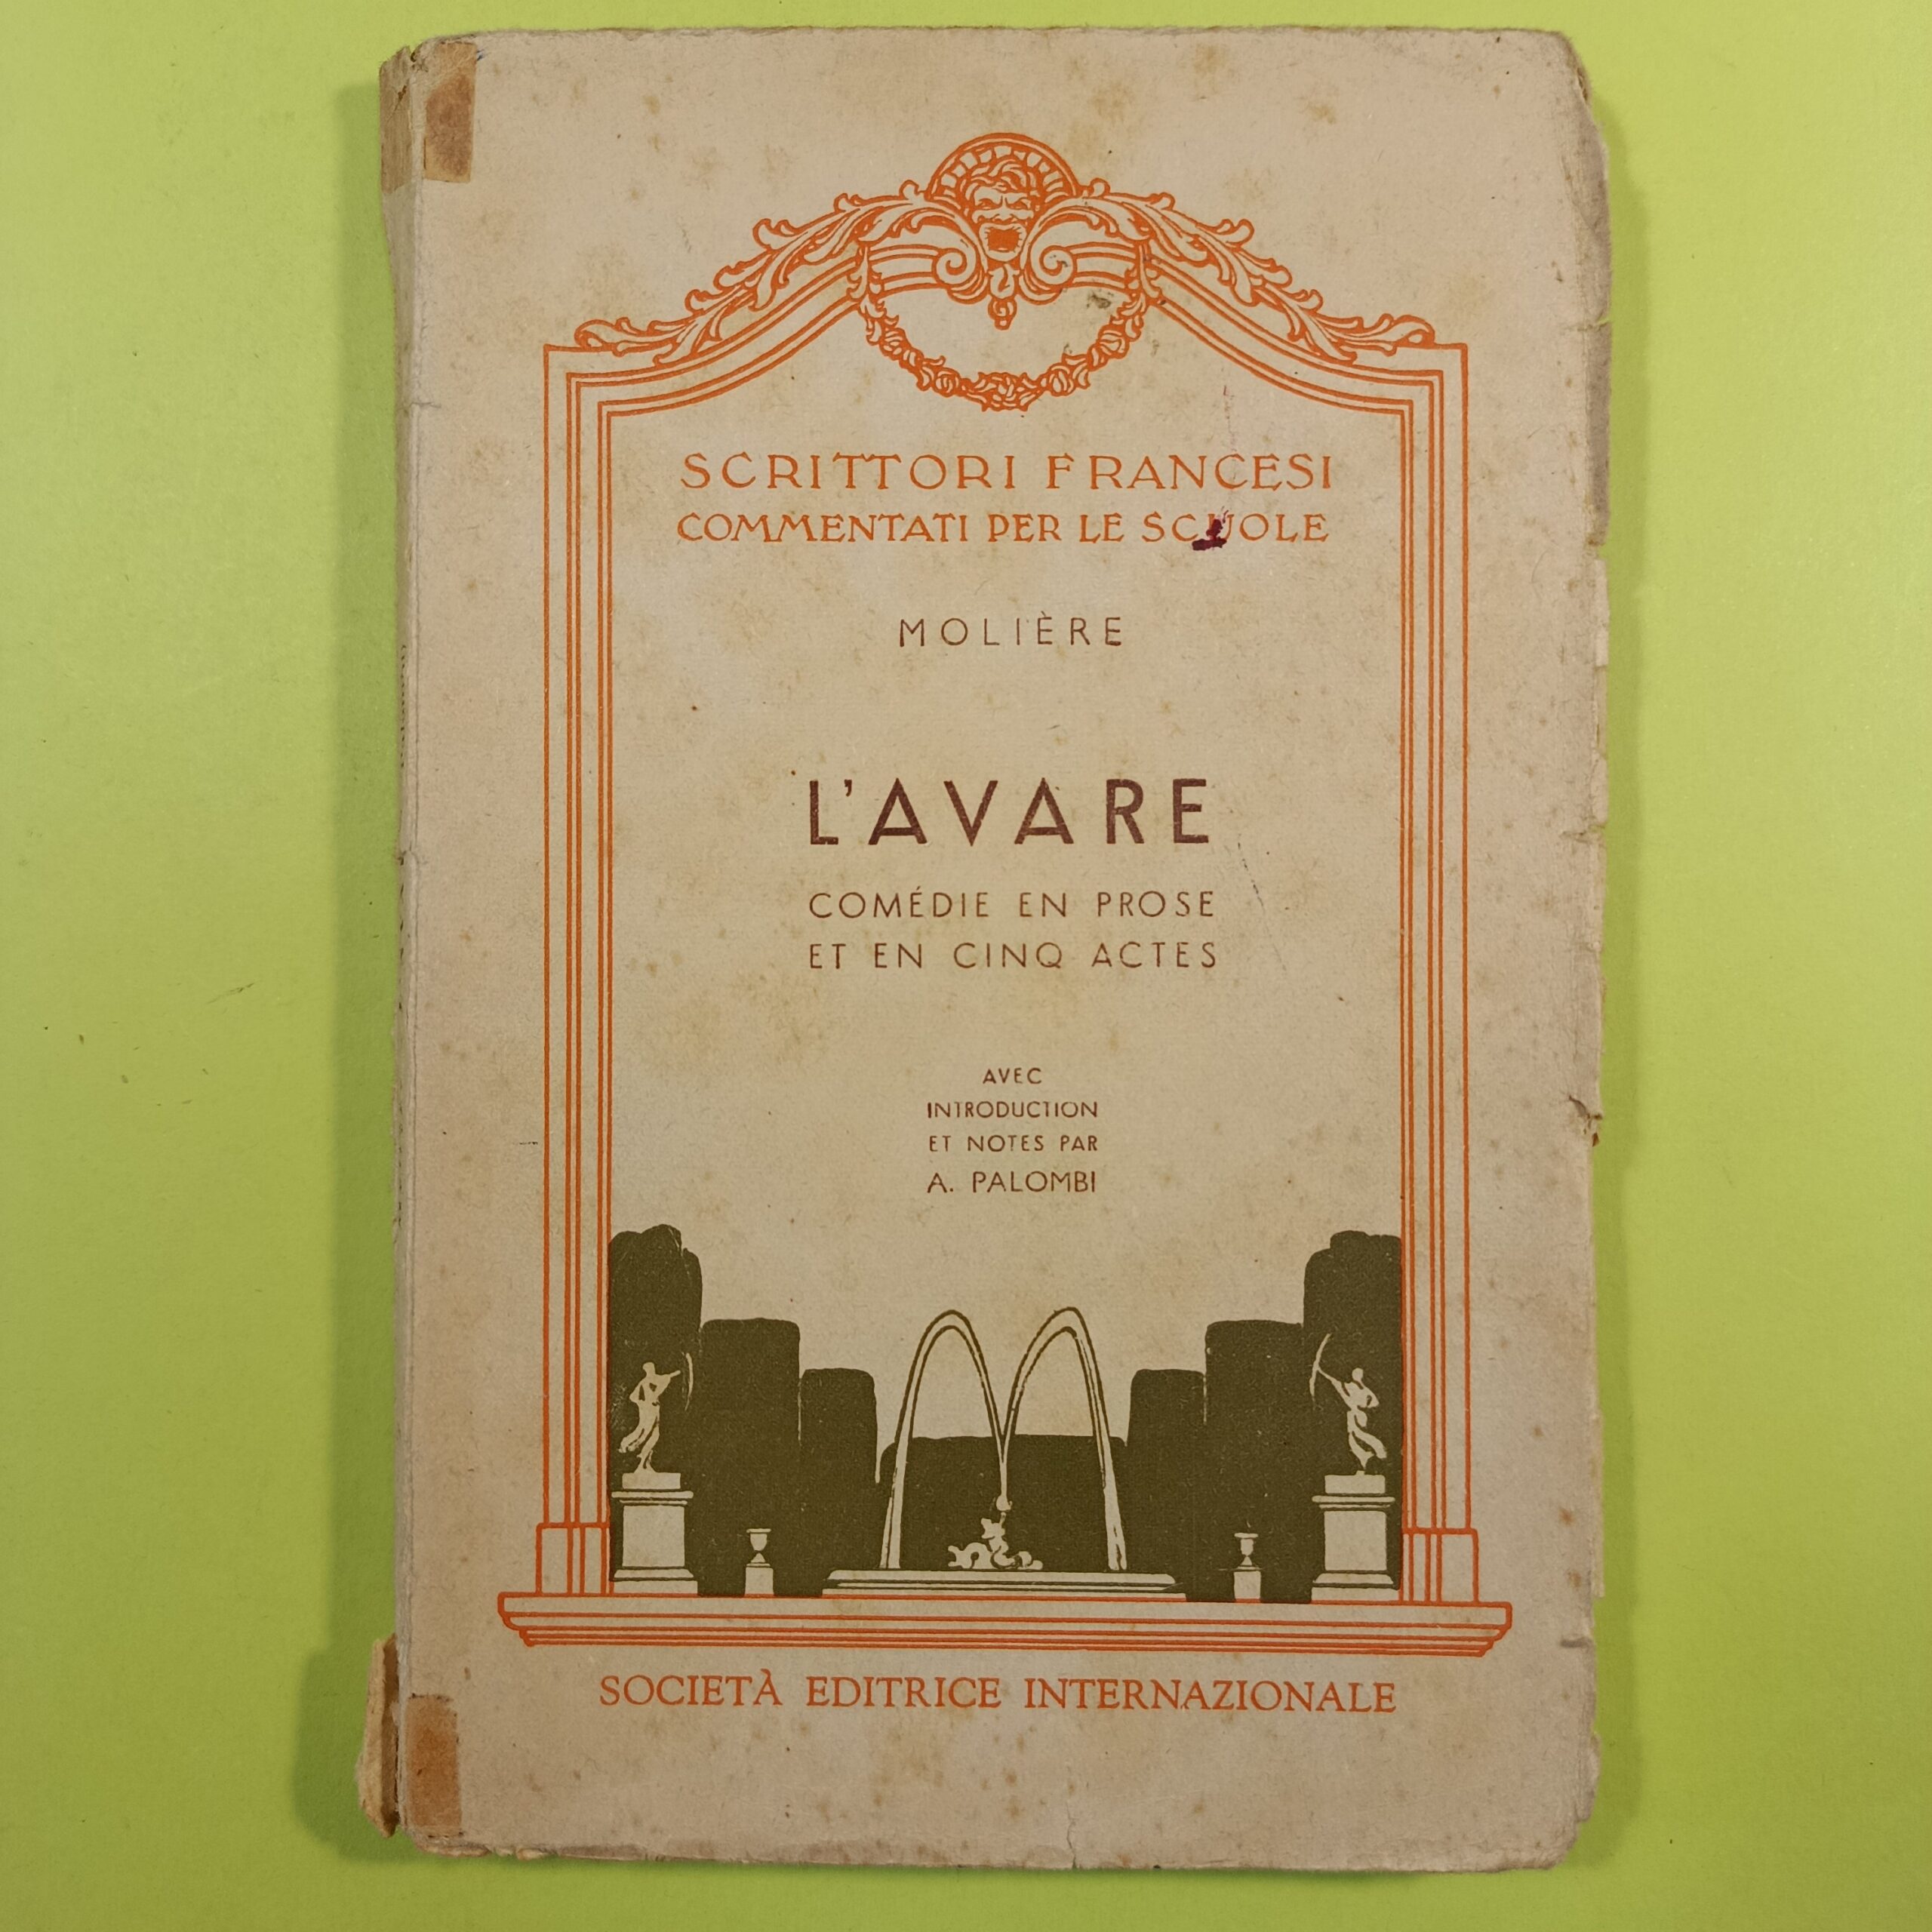 SCRITTORI FRANCESI
COMMENTATI PER LE SCUOLE
MOLIÈRE
L'AVARE
COMÉDIE EN PROSE
ET EN CINQ ACTES
AVEC
INTRODUCTION
ET NOTES PAR
A. PALOMBI
SOCIETÀ EDITRICE INTERNAZIONALE